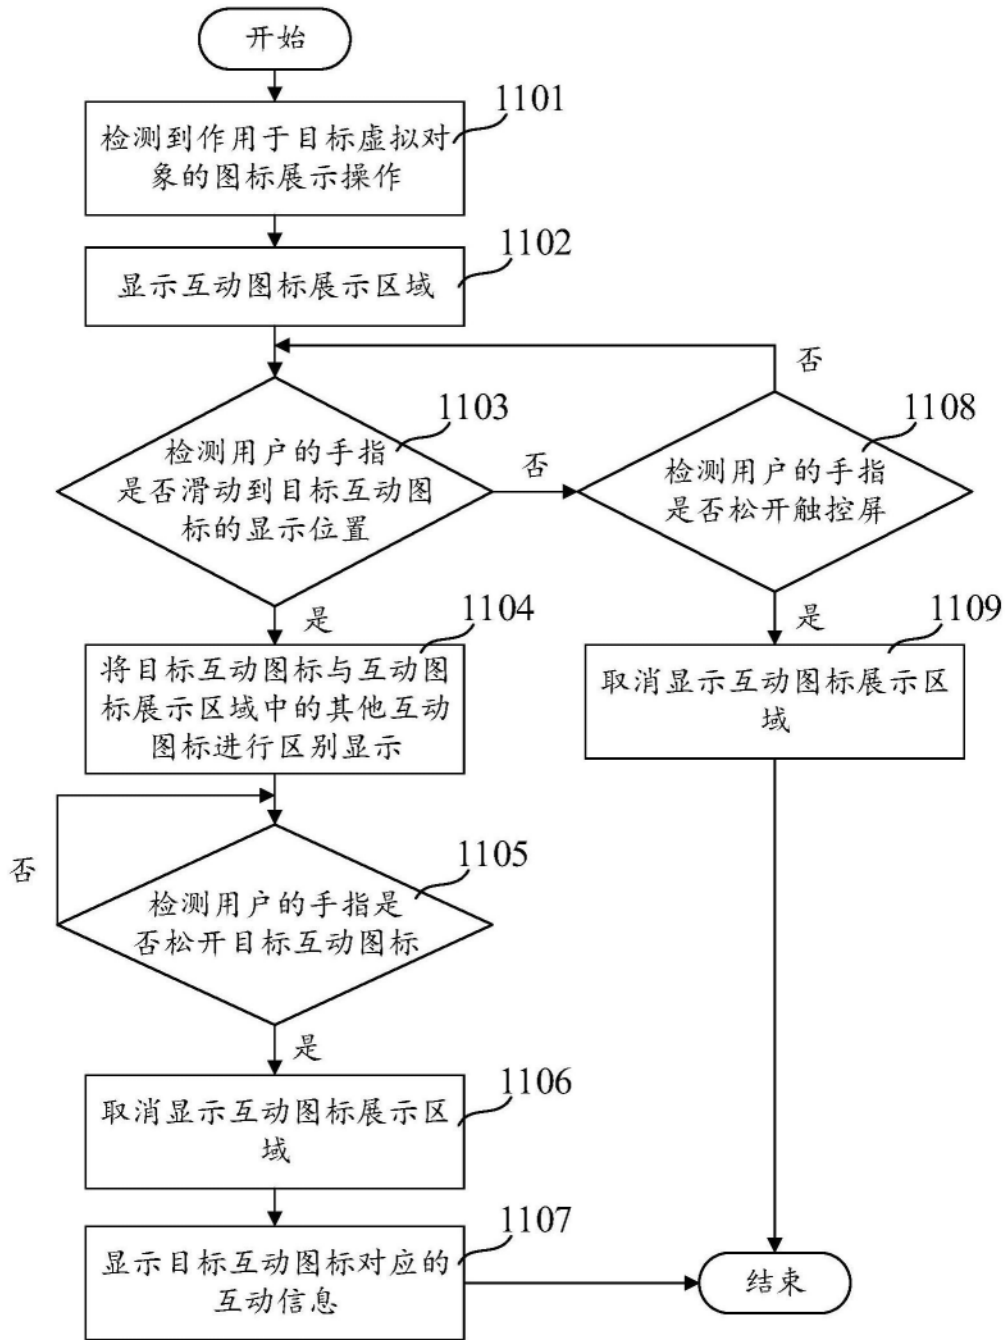 开始
1101
检测到作用于目标虚拟对
象的图标展示操作
1102
显示互动图标展示区域
否
1103
检测用户的手指
是否滑动到目标互动图
标的显示位置
否
1108
检测用户的手指
是否松开触控屏
是
1104
将目标互动图标与互动图
标展示区域中的其他互动
图标进行区别显示
是
1109
取消显示互动图标展示区
域
否
1105
检测用户的手指是
否松开目标互动图标
是
1106
取消显示互动图标展示区
域
1107
显示目标互动图标对应的
互动信息
结束